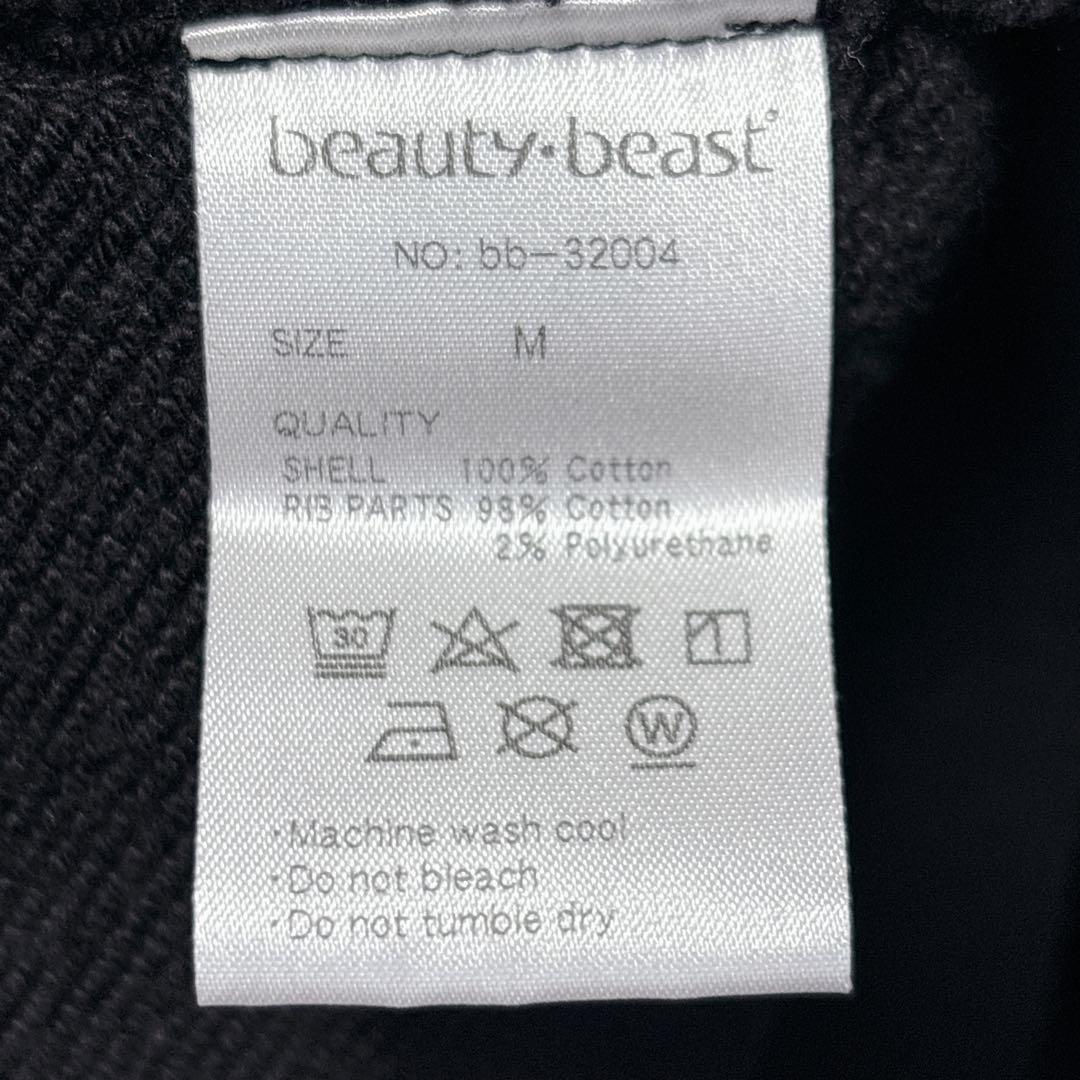 beauty·beast°
NO: bb-32004
SIZE M
QUALITY
SHELL 100% Cotton
RIB PARTS 98% Cotton
2% Polyurethane
30
1
W
·Machine wash cool
·Do not bleach
·Do not tumble dry